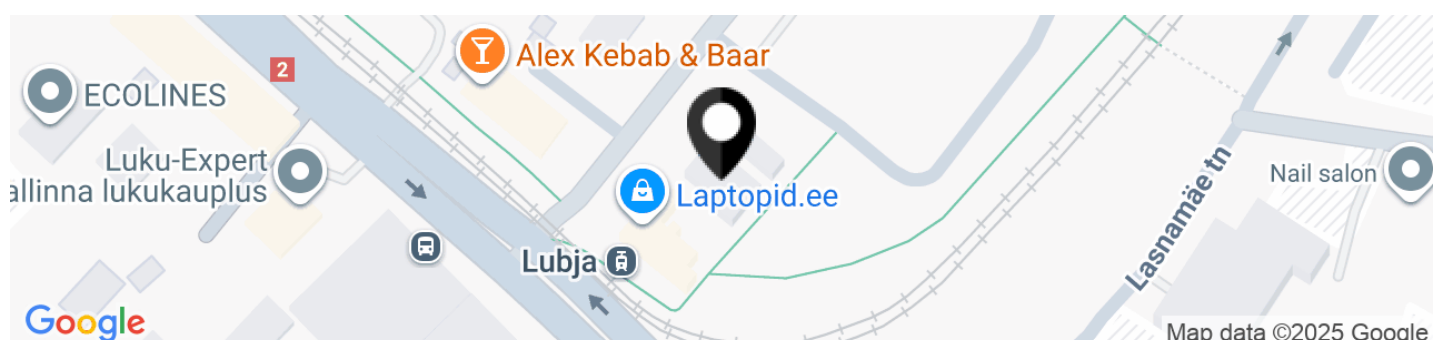 Alex Kebab & Baar
2
ECOLINES
Luku-Expert
allinna lukukauplus
Laptopid.ee
Nail salon
Lasnamäe tn
Lubja
Google
Map data ©2025 Google